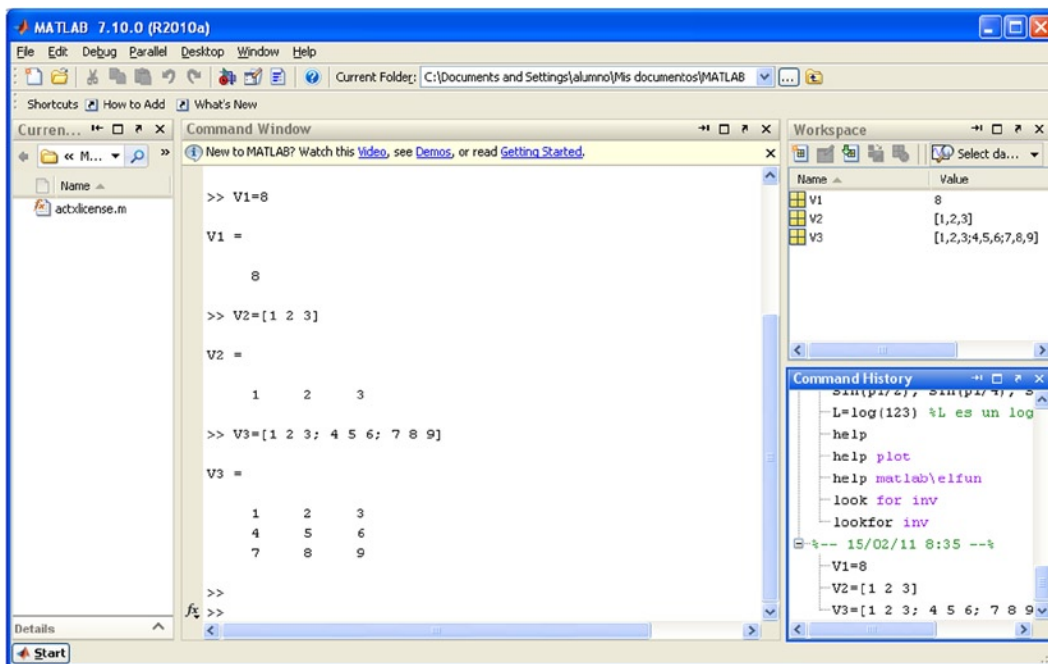 MATLAB 7.10.0 (R2010a)
File Edit Debug Parallel Desktop Window Help
Current Folder: C:\Documents and Settings\alumno\Mis documentos\MATLAB
Shortcuts How to Add What's New
Curren...
« M...
Name
actxlicense.m
Details
Command Window
New to MATLAB? Watch this Video, see Demos, or read Getting Started.
>> V1=8
V1 =
8
>> V2=[1 2 3]
V2 =
1 2 3
>> V3=[1 2 3; 4 5 6; 7 8 9]
V3 =
1 2 3
4 5 6
7 8 9
>>
fx >>
Workspace
Select da...
Name Value
V1 8
V2 [1,2,3]
V3 [1,2,3;4,5,6;7,8,9]
Command History
sin(pi/2), sin(pi/4), s
L=log(123) %L es un log
help
help plot
help matlab\elfun
look for inv
lookfor inv
%-- 15/02/11 8:35 --%
V1=8
V2=[1 2 3]
V3=[1 2 3; 4 5 6; 7 8 9
Start